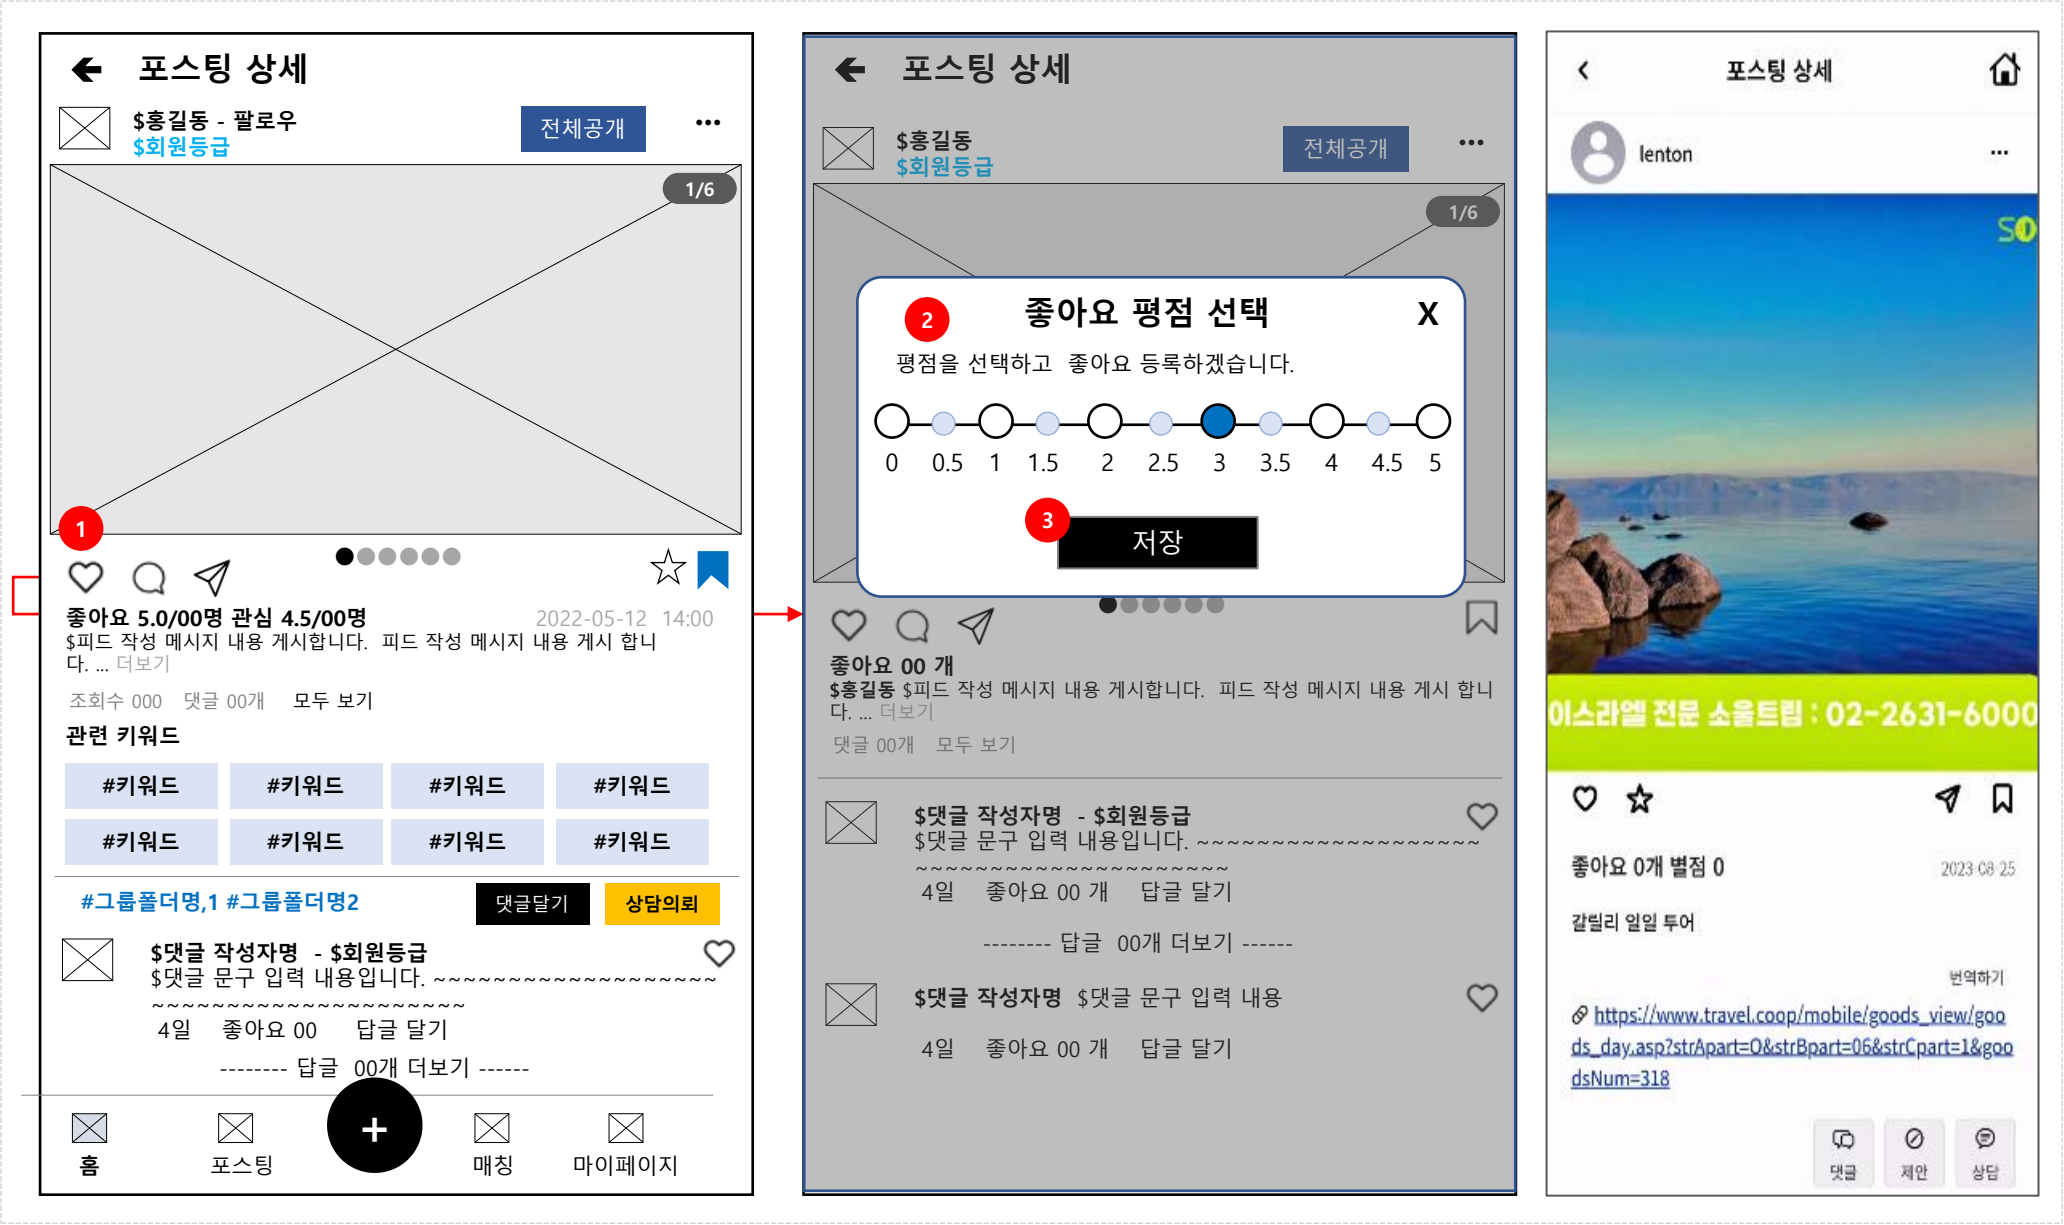 포스팅 상세
$홍길동 - 팔로우
$회원등급
전체공개
1/6
1
좋아요 5.0/00명 관심 4.5/00명
2022-05-12 14:00
$피드 작성 메시지 내용 게시합니다. 피드 작성 메시지 내용 게시 합니
다. ... 더보기
조회수 000 댓글 00개 모두 보기
관련 키워드
#키워드 #키워드 #키워드 #키워드
#키워드 #키워드 #키워드 #키워드
#그룹폴더명,1 #그룹폴더명2
댓글달기
상담의뢰
$댓글 작성자명 - $회원등급
$댓글 문구 입력 내용입니다. ~~~~~~~~~~~~~~~~~~~
~~~~~~~~~~~~~~~~~~~~~
4일 좋아요 00 답글 달기
-------- 답글 00개 더보기 ------
+
홈 포스팅 매칭 마이페이지
포스팅 상세
$홍길동
$회원등급
전체공개
1/6
2
좋아요 평점 선택
X
평점을 선택하고 좋아요 등록하겠습니다.
0 0.5 1 1.5 2 2.5 3 3.5 4 4.5 5
3
저장
좋아요 00 개
$홍길동 $피드 작성 메시지 내용 게시합니다. 피드 작성 메시지 내용 게시 합니
다. ... 더보기
댓글 00개 모두 보기
$댓글 작성자명 - $회원등급
$댓글 문구 입력 내용입니다. ~~~~~~~~~~~~~~~~~~~
~~~~~~~~~~~~~~~~~~~~~
4일 좋아요 00 개 답글 달기
-------- 답글 00개 더보기 ------
$댓글 작성자명 $댓글 문구 입력 내용
4일 좋아요 00 개 답글 달기
포스팅 상세
lenton
이스라엘 전문 소울트립 : 02-2631-6000
좋아요 0개 별점 0
2023-08-25
갈릴리 일일 투어
번역하기
https://www.travel.coop/mobile/goods_view/goo
ds_day.asp?strApart=O&strBpart=06&strCpart=1&goo
dsNum=318
댓글 제안 상담